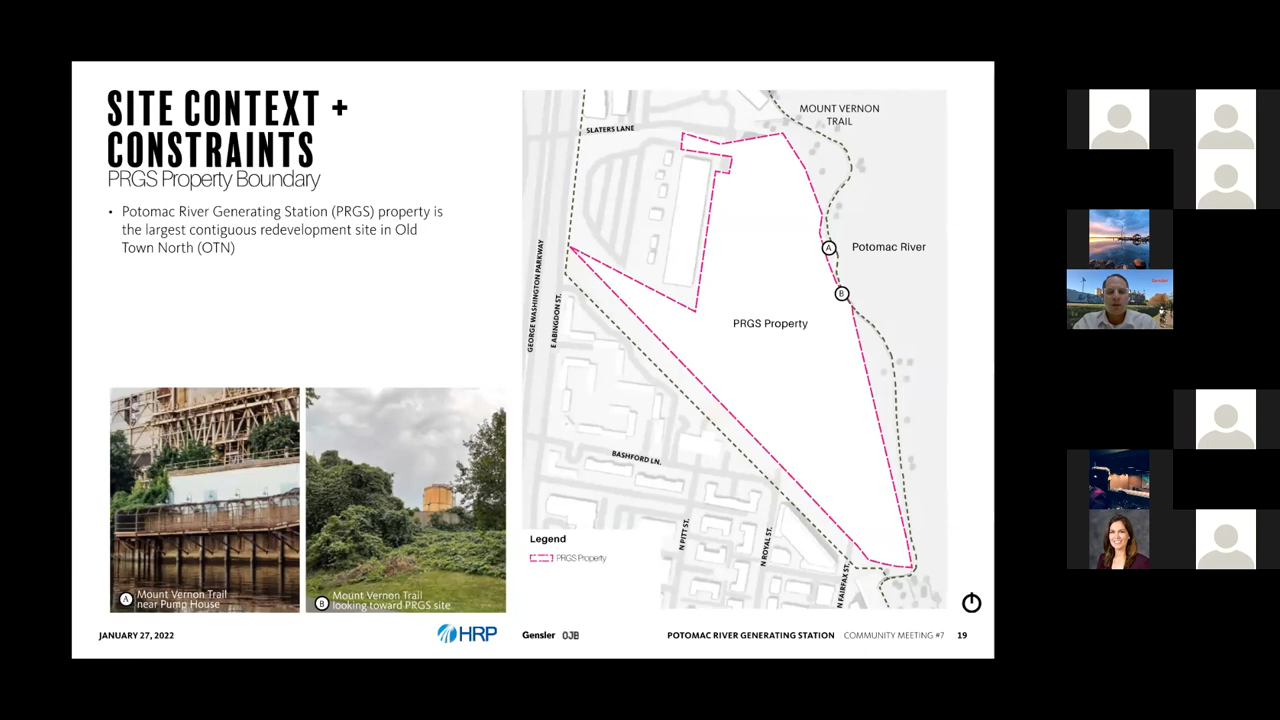 SITE CONTEXT +
CONSTRAINTS
PRGS Property Boundary
• Potomac River Generating Station (PRGS) property is
the largest contiguous redevelopment site in Old
Town North (OTN)
MOUNT VERNON
TRAIL
SLATERS LANE
A
Potomac River
B
GEORGE WASHINGTON PARKWAY
E ABINGDON ST.
PRGS Property
BASHFORD LN.
N PITT ST.
N ROYAL ST.
N FAIRFAX ST.
Legend
PRGS Property
A Mount Vernon Trail
near Pump House
B Mount Vernon Trail
looking toward PRGS site
JANUARY 27, 2022
HRP
Gensler OJB
POTOMAC RIVER GENERATING STATION COMMUNITY MEETING #7 19
Gensler